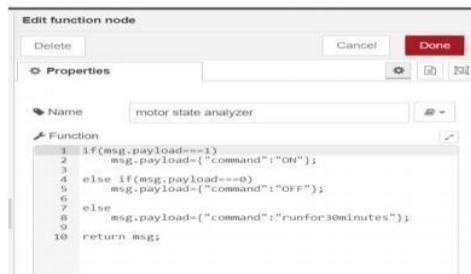 Edit function node
Delete Cancel Done
Properties
Name motor state analyzer
Function
1 if(msg.payload===1)
2 msg.payload={"command":"ON"};
3
4 else if(msg.payload===0)
5 msg.payload={"command":"OFF"};
6
7 else
8 msg.payload={"command":"runfor30minutes"};
9
10 return msg;